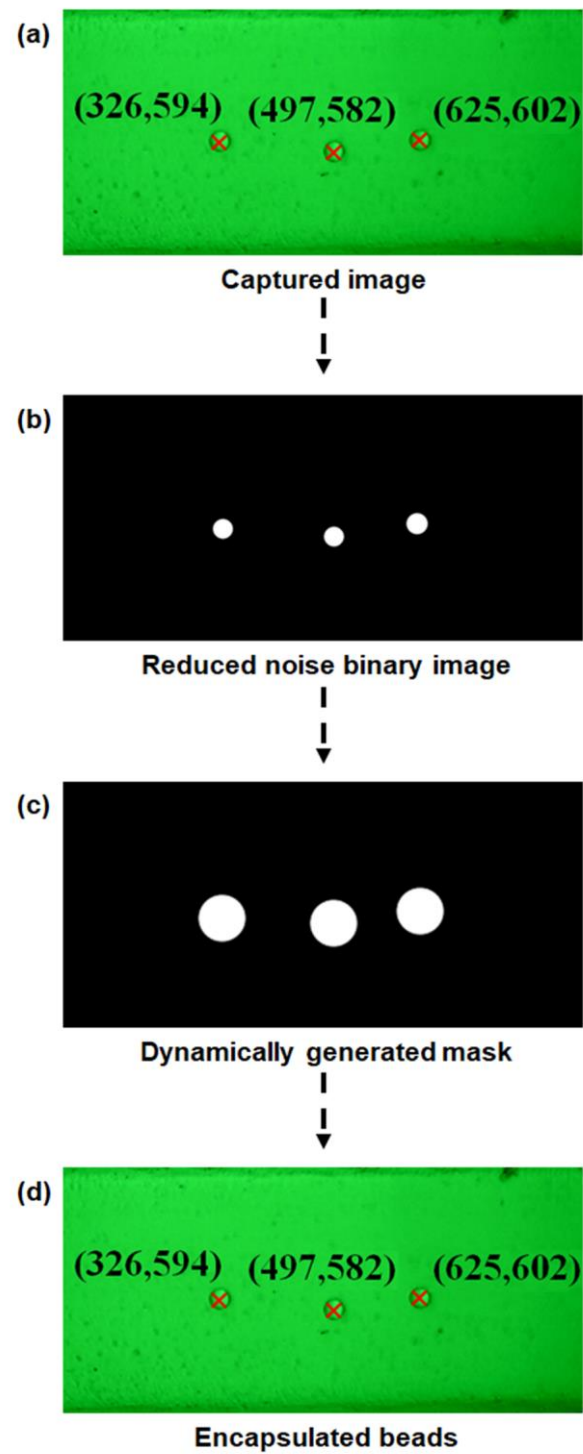 (a)
(326,594) (497,582) (625,602)
Captured image
(b)
Reduced noise binary image
(c)
Dynamically generated mask
(d)
(326,594) (497,582) (625,602)
Encapsulated beads